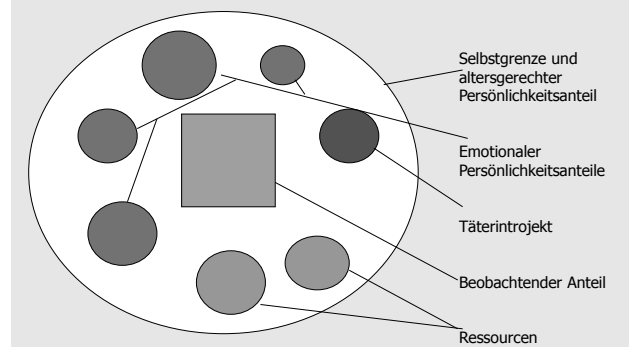 Selbstgrenze und
altersgerechter
Persönlichkeitsanteil
Emotionaler
Persönlichkeitsanteile
Täterintrojekt
Beobachtender Anteil
Ressourcen